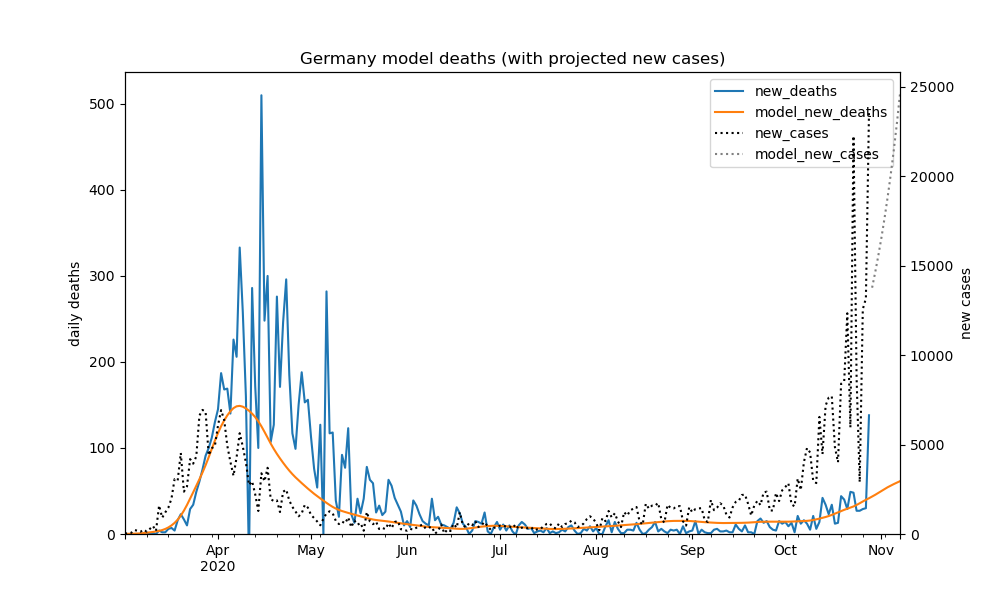 Germany model deaths (with projected new cases)
new_deaths
model_new_deaths
new_cases
model_new_cases
500
400
300
200
100
0
daily deaths
25000
20000
15000
10000
5000
0
new cases
Apr
2020
May
Jun
Jul
Aug
Sep
Oct
Nov